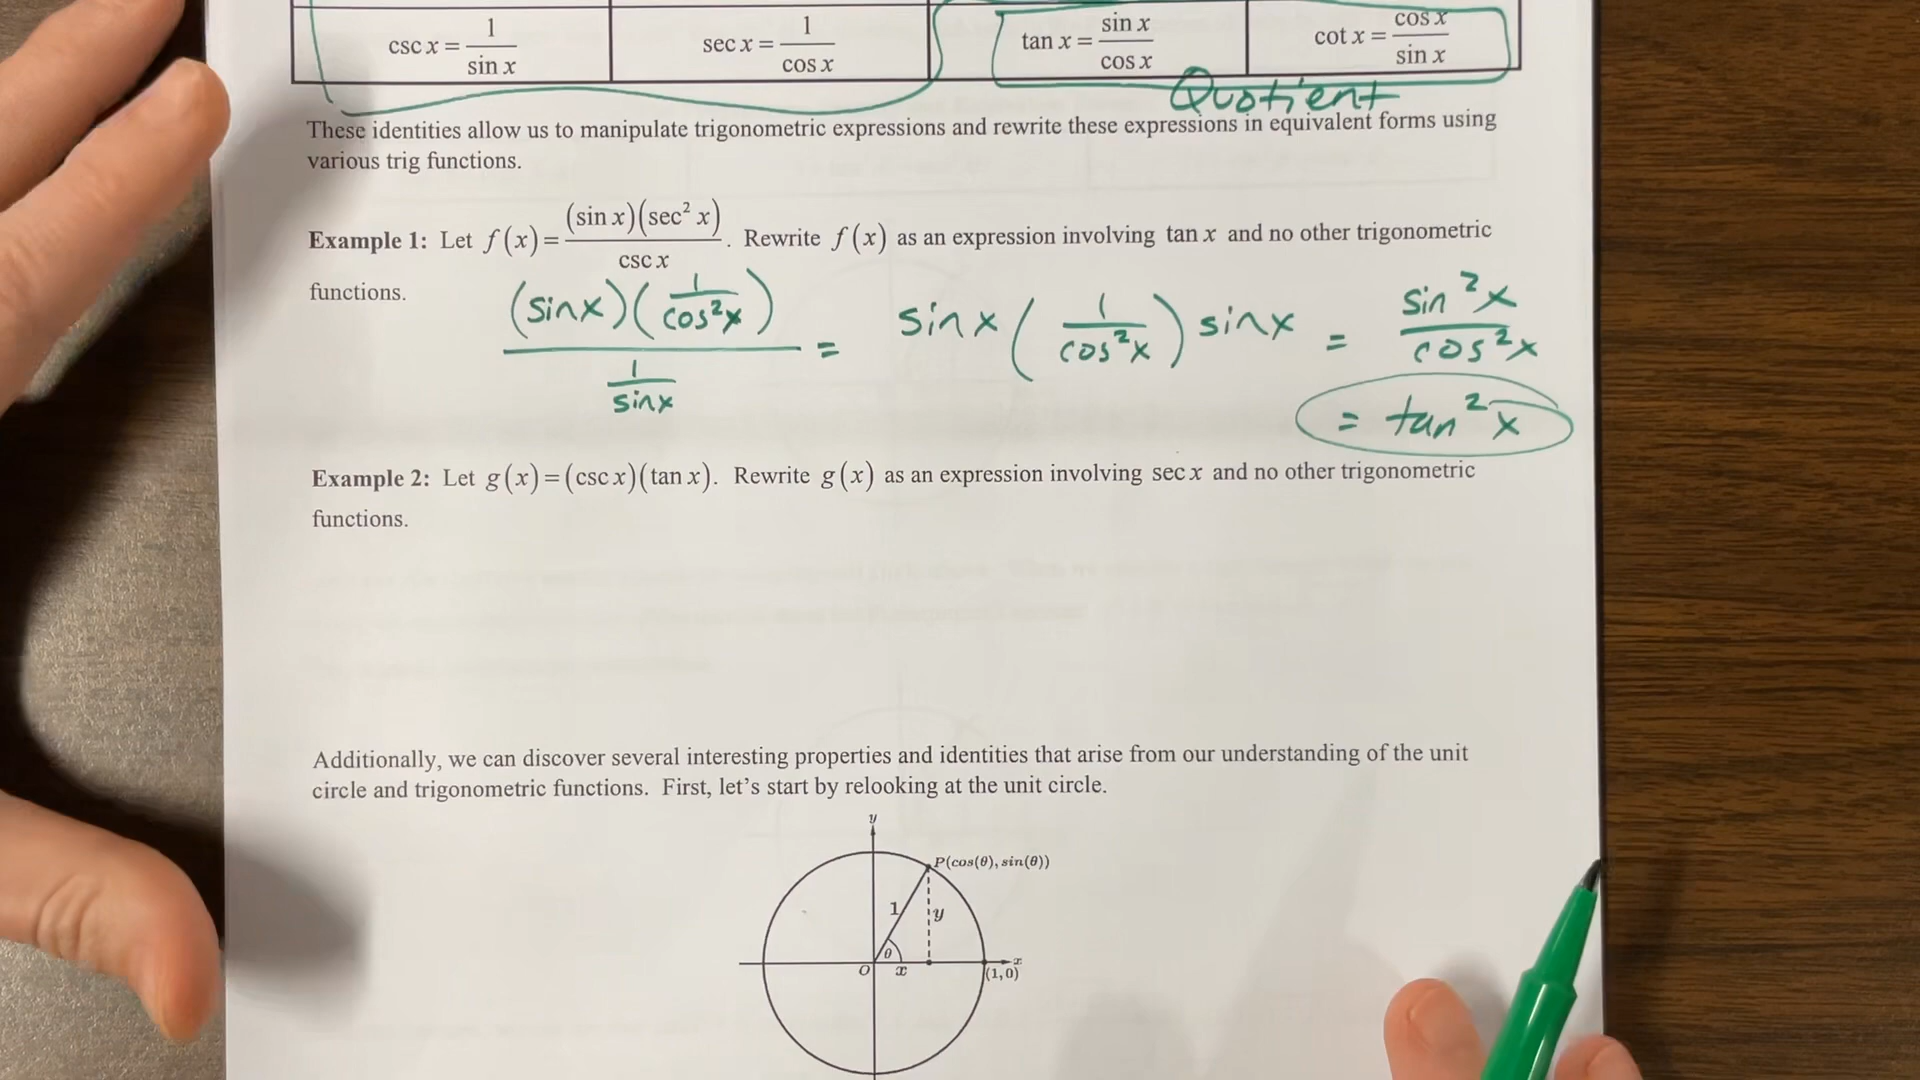 csc x = 1/sin x	sec x = 1/cos x	tan x = sin x/cos x	cot x = cos x/sin x
Quotient
These identities allow us to manipulate trigonometric expressions and rewrite these expressions in equivalent forms using
various trig functions.
Example 1: Let f(x) = (sin x)(sec² x)/csc x. Rewrite f(x) as an expression involving tan x and no other trigonometric
functions.
(sinx)(1/cos²x) / (1/sinx) = sinx (1/cos²x) sinx = sin²x/cos²x
= tan²x
Example 2: Let g(x) = (csc x)(tan x). Rewrite g(x) as an expression involving sec x and no other trigonometric
functions.
Additionally, we can discover several interesting properties and identities that arise from our understanding of the unit
circle and trigonometric functions. First, let's start by relooking at the unit circle.
y
P(cos(θ), sin(θ))
1
y
θ
O
x
x
(1,0)